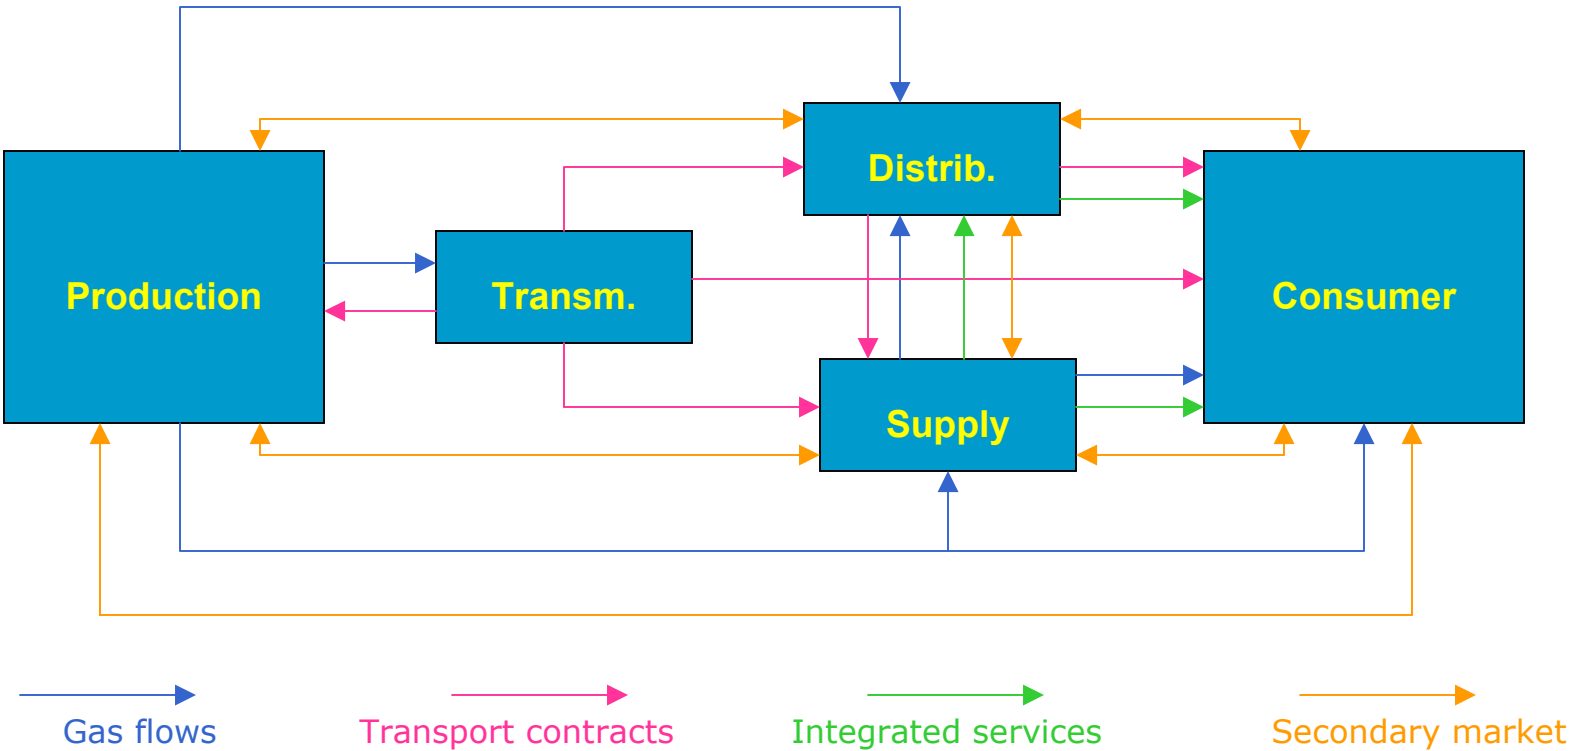 Distrib.
Production
Transm.
Consumer
Supply
Gas flows
Transport contracts
Integrated services
Secondary market